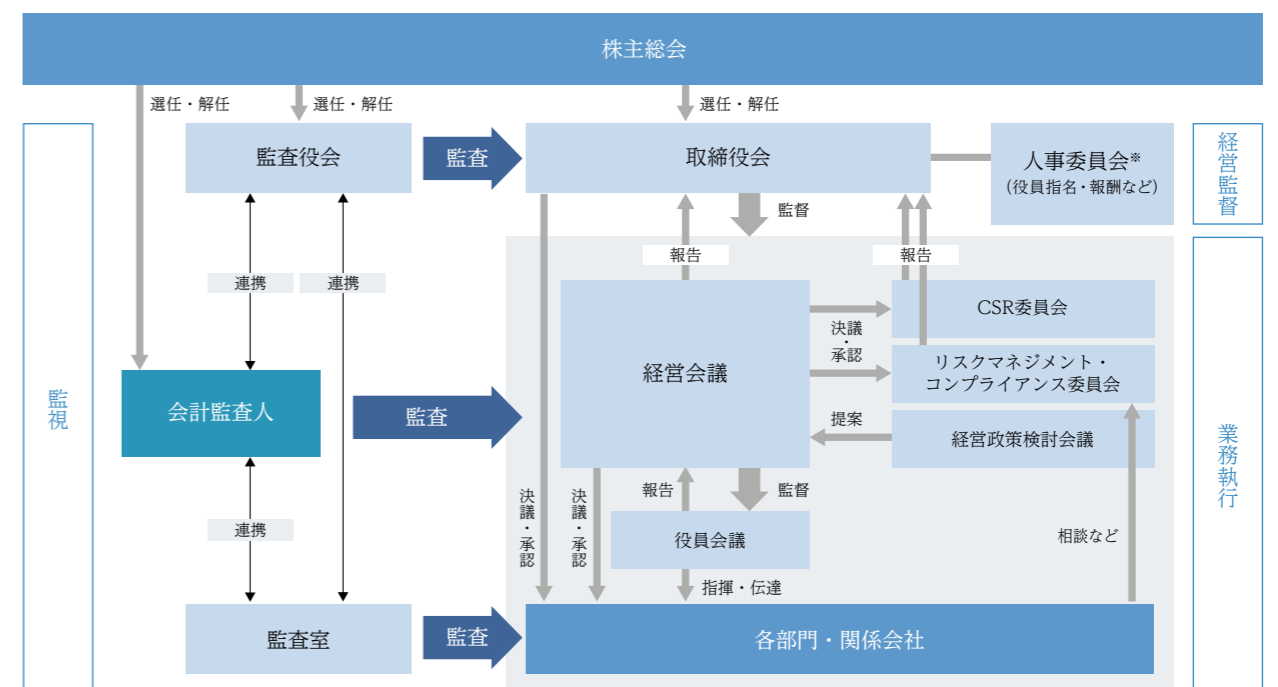 株主総会
選任・解任
選任・解任
選任・解任
監視
監査役会
監査
取締役会
人事委員会※
(役員指名・報酬など)
経営監督
監督
報告
報告
連携
連携
CSR委員会
決議・承認
リスクマネジメント・
コンプライアンス委員会
経営会議
会計監査人
監査
提案
経営政策検討会議
業務執行
決議・承認
決議・承認
報告
監督
連携
役員会議
相談など
指揮・伝達
監査室
監査
各部門・関係会社